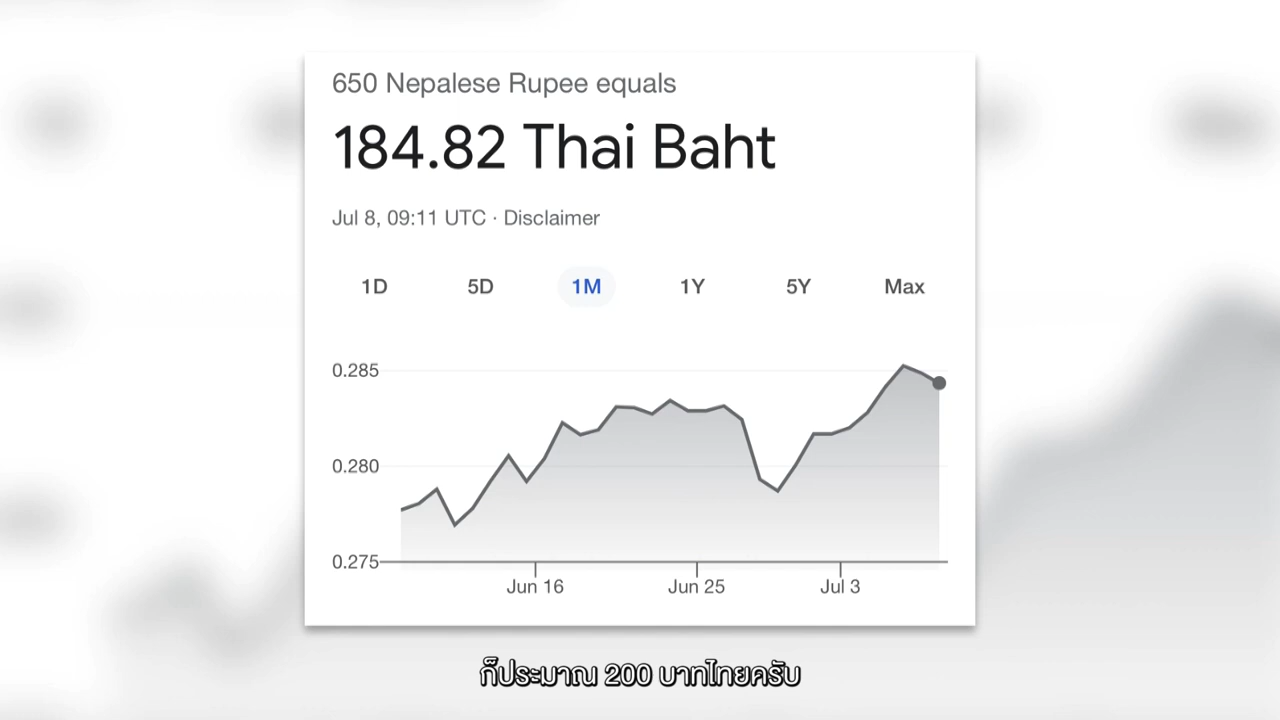 650 Nepalese Rupee equals
184.82 Thai Baht
Jul 8, 09:11 UTC · Disclaimer
1D 5D 1M 1Y 5Y Max
0.285
0.280
0.275
Jun 16 Jun 25 Jul 3
ก็ประมาณ 200 บาทไทยครับ